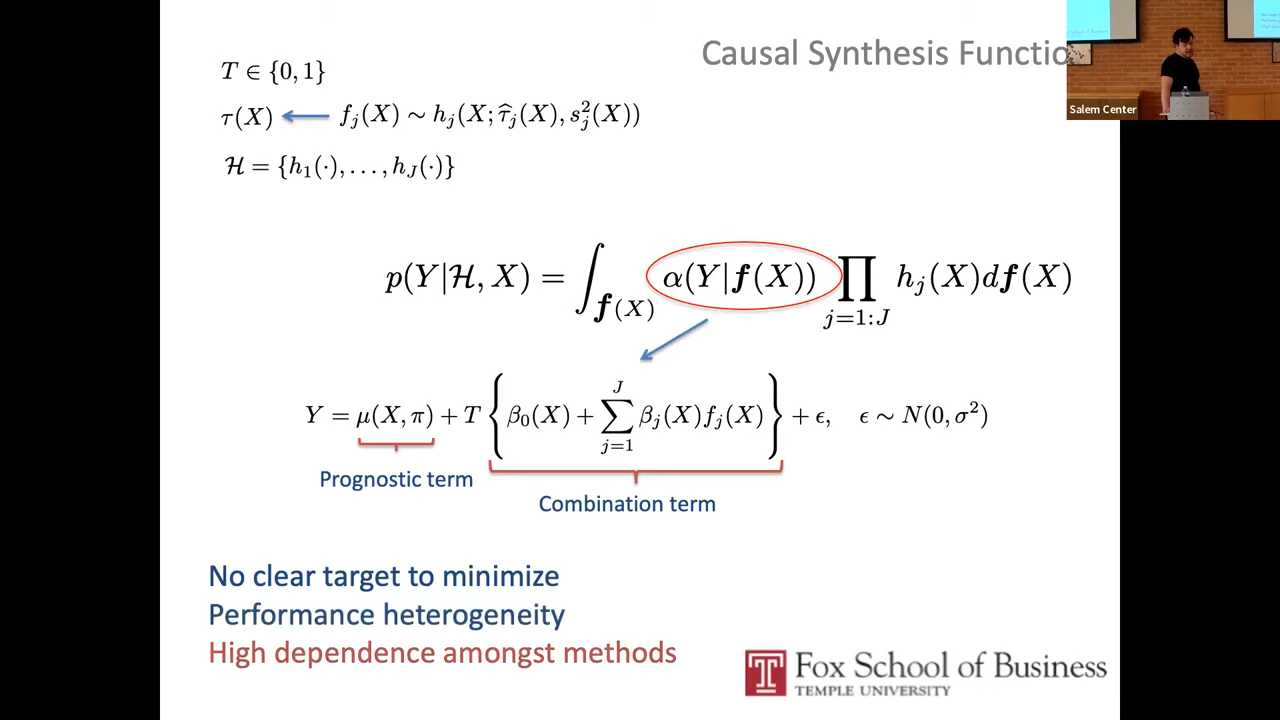 Causal Synthesis Functio
T ∈ {0, 1}
τ(X) ← f_j(X) ∼ h_j(X; τ̂_j(X), s_j^2(X))
ℋ = {h_1(·), . . . , h_J(·)}
Salem Center
p(Y|ℋ, X) = ∫_{f(X)} α(Y|f(X)) ∏_{j=1:J} h_j(X)df(X)
Y = μ(X, π) + T { β_0(X) + ∑_{j=1}^{J} β_j(X)f_j(X) } + ϵ, ϵ ∼ N(0, σ^2)
Prognostic term
Combination term
No clear target to minimize
Performance heterogeneity
High dependence amongst methods
Fox School of Business
TEMPLE UNIVERSITY